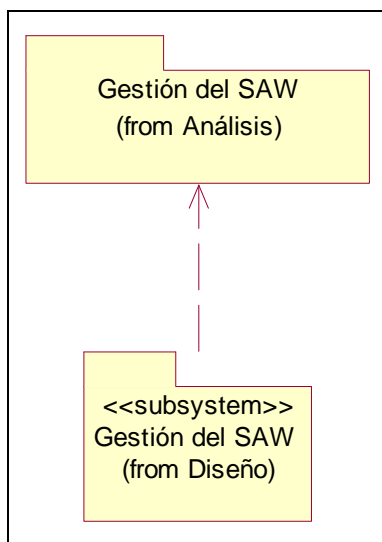 Gestión del SAW
(from Análisis)
<<subsystem>>
Gestión del SAW
(from Diseño)